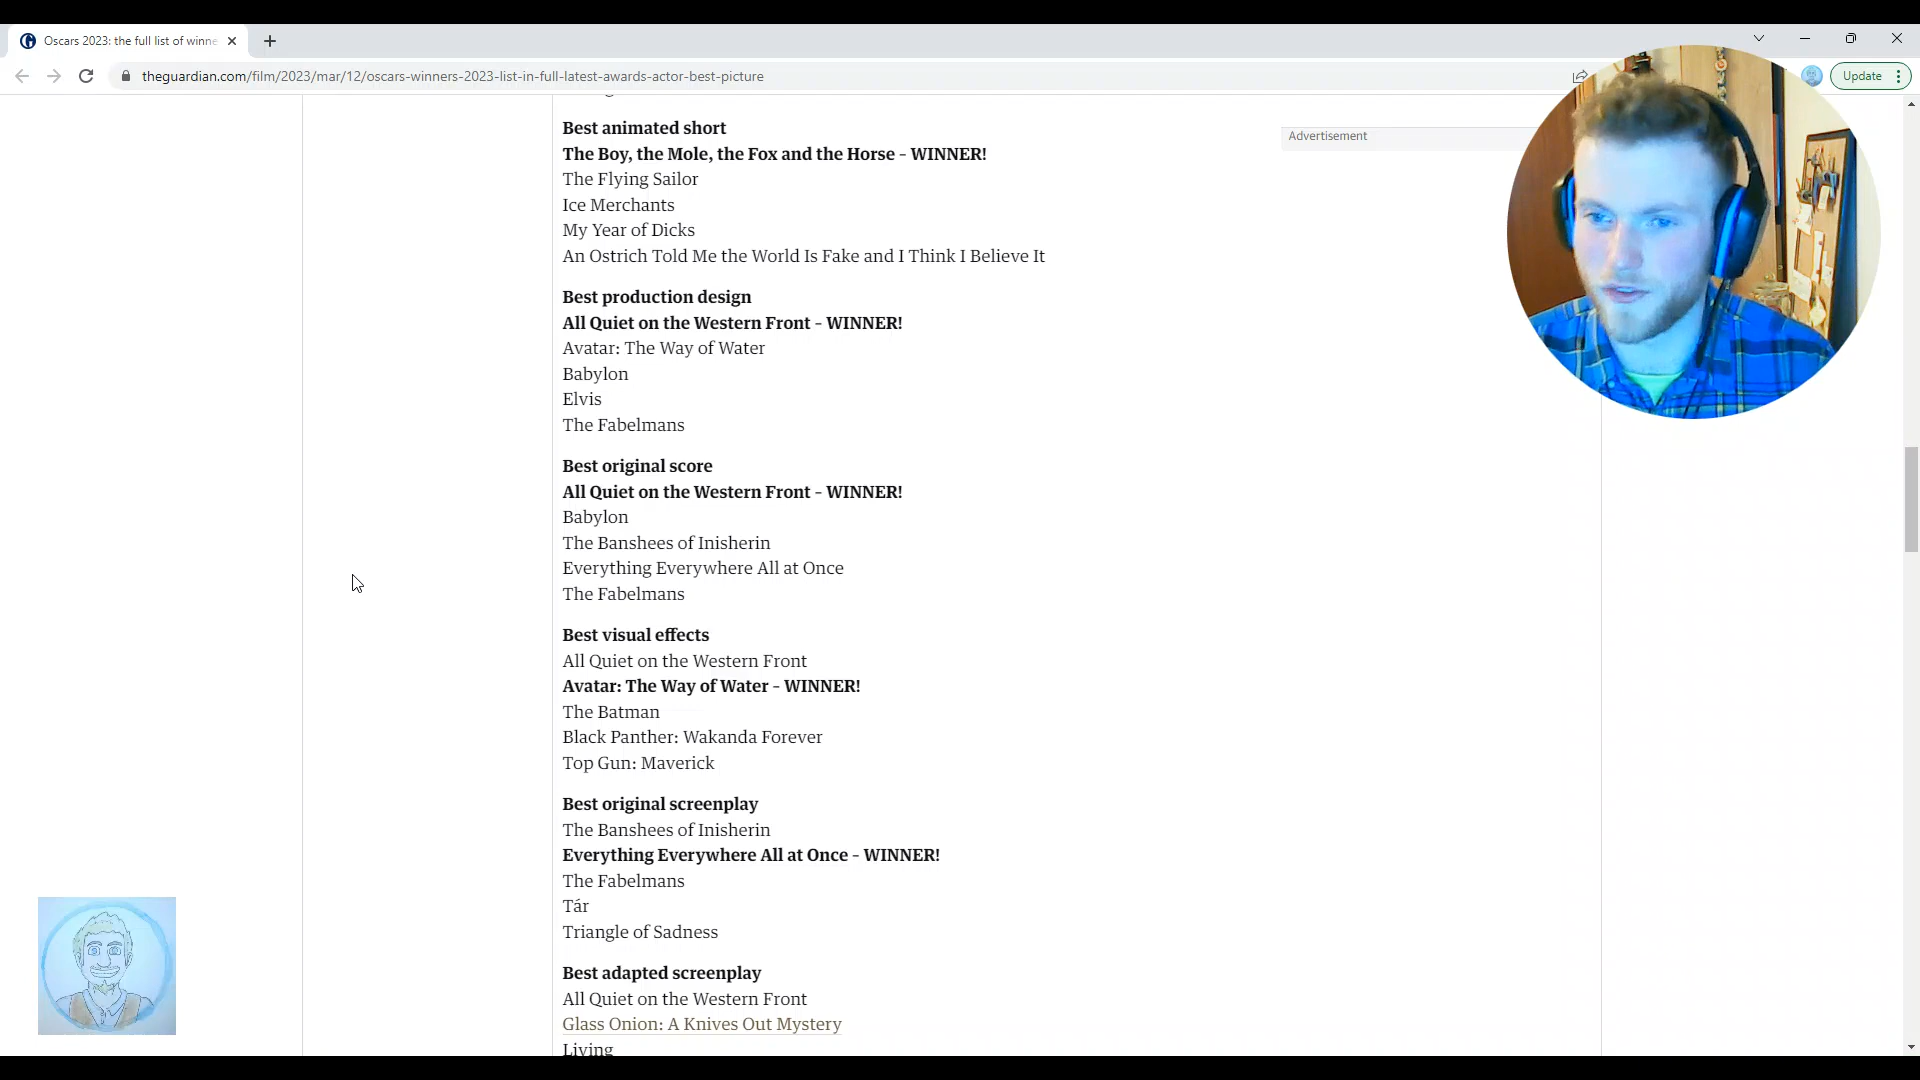 Oscars 2023: the full list of winne
theguardian.com/film/2023/mar/12/oscars-winners-2023-list-in-full-latest-awards-actor-best-picture
Update
Advertisement
Best animated short
The Boy, the Mole, the Fox and the Horse – WINNER!
The Flying Sailor
Ice Merchants
My Year of Dicks
An Ostrich Told Me the World Is Fake and I Think I Believe It
Best production design
All Quiet on the Western Front – WINNER!
Avatar: The Way of Water
Babylon
Elvis
The Fabelmans
Best original score
All Quiet on the Western Front – WINNER!
Babylon
The Banshees of Inisherin
Everything Everywhere All at Once
The Fabelmans
Best visual effects
All Quiet on the Western Front
Avatar: The Way of Water – WINNER!
The Batman
Black Panther: Wakanda Forever
Top Gun: Maverick
Best original screenplay
The Banshees of Inisherin
Everything Everywhere All at Once – WINNER!
The Fabelmans
Tár
Triangle of Sadness
Best adapted screenplay
All Quiet on the Western Front
Glass Onion: A Knives Out Mystery
Living